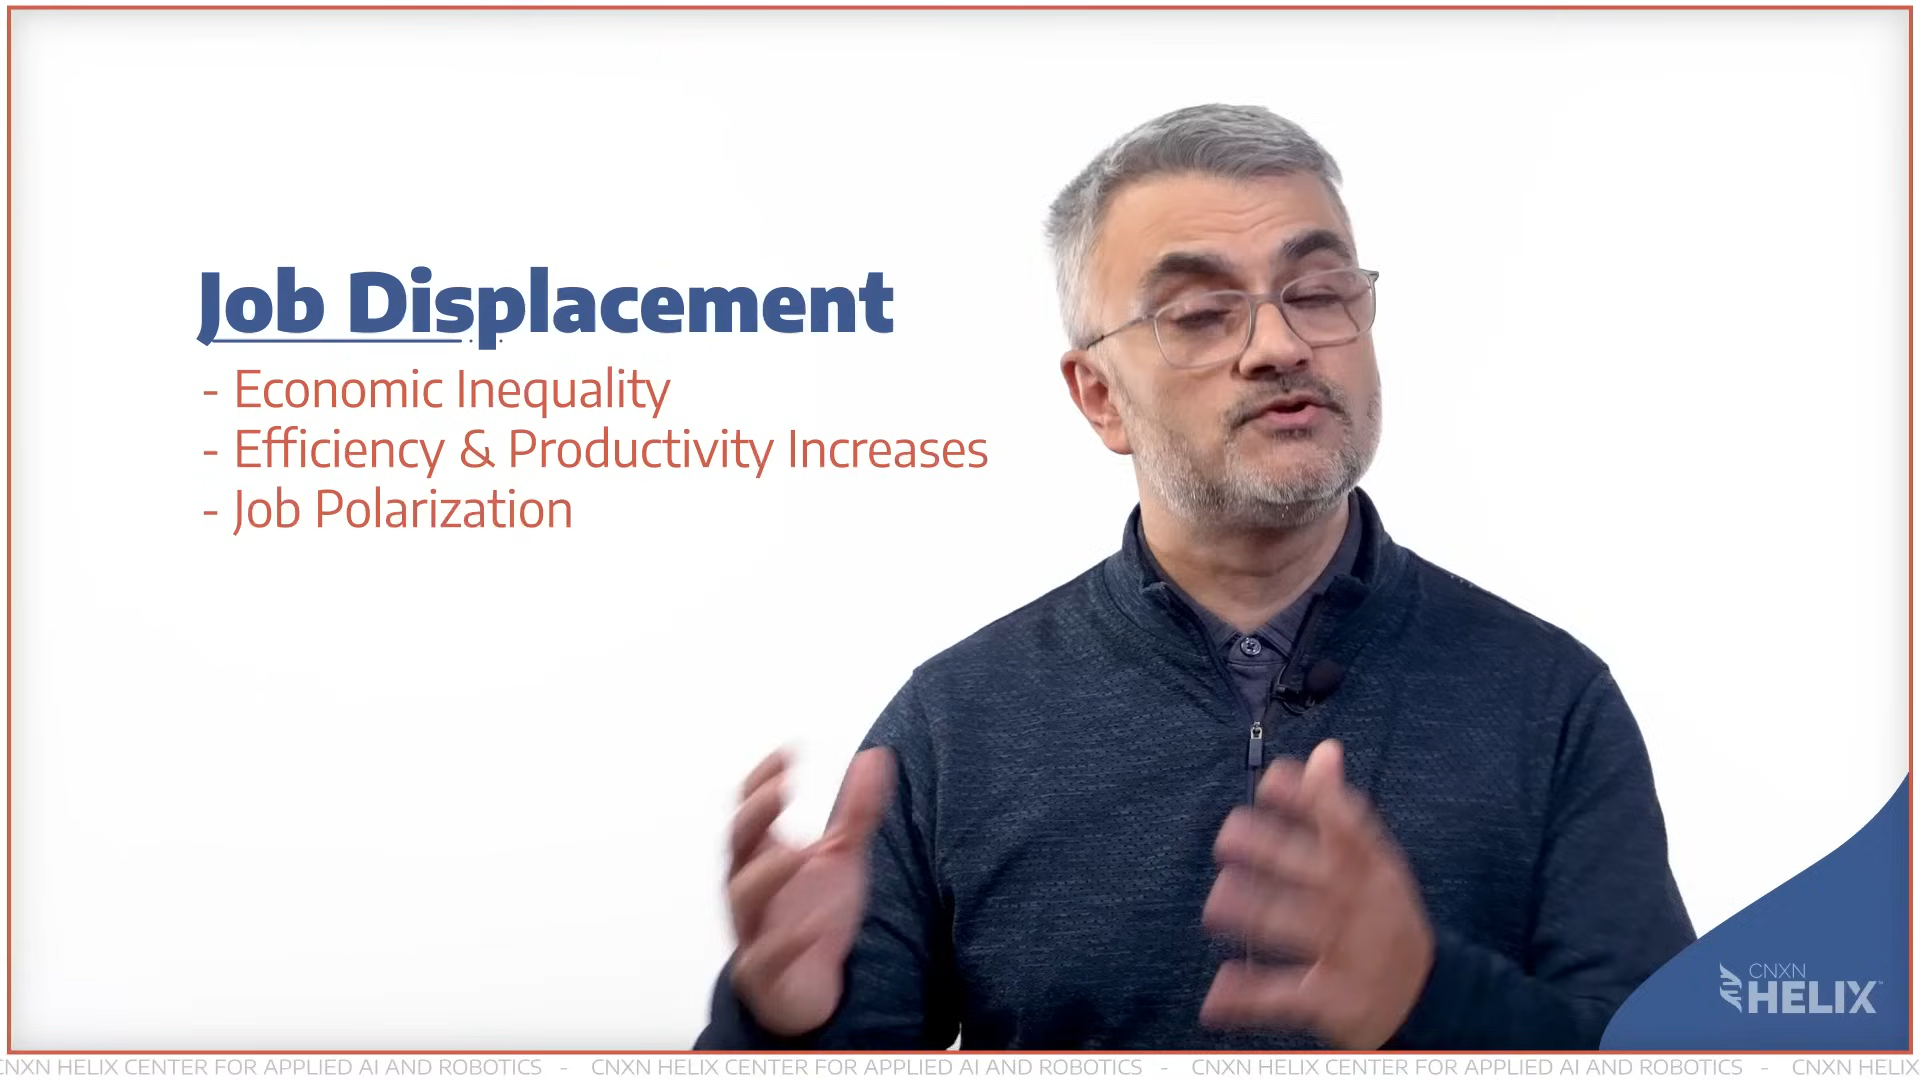 Job Displacement
- Economic Inequality
- Efficiency & Productivity Increases
- Job Polarization
CNXN
HELIX™
CNXN HELIX CENTER FOR APPLIED AI AND ROBOTICS - CNXN HELIX CENTER FOR APPLIED AI AND ROBOTICS - CNXN HELIX CENTER FOR APPLIED AI AND ROBOTICS - CNXN HELIX